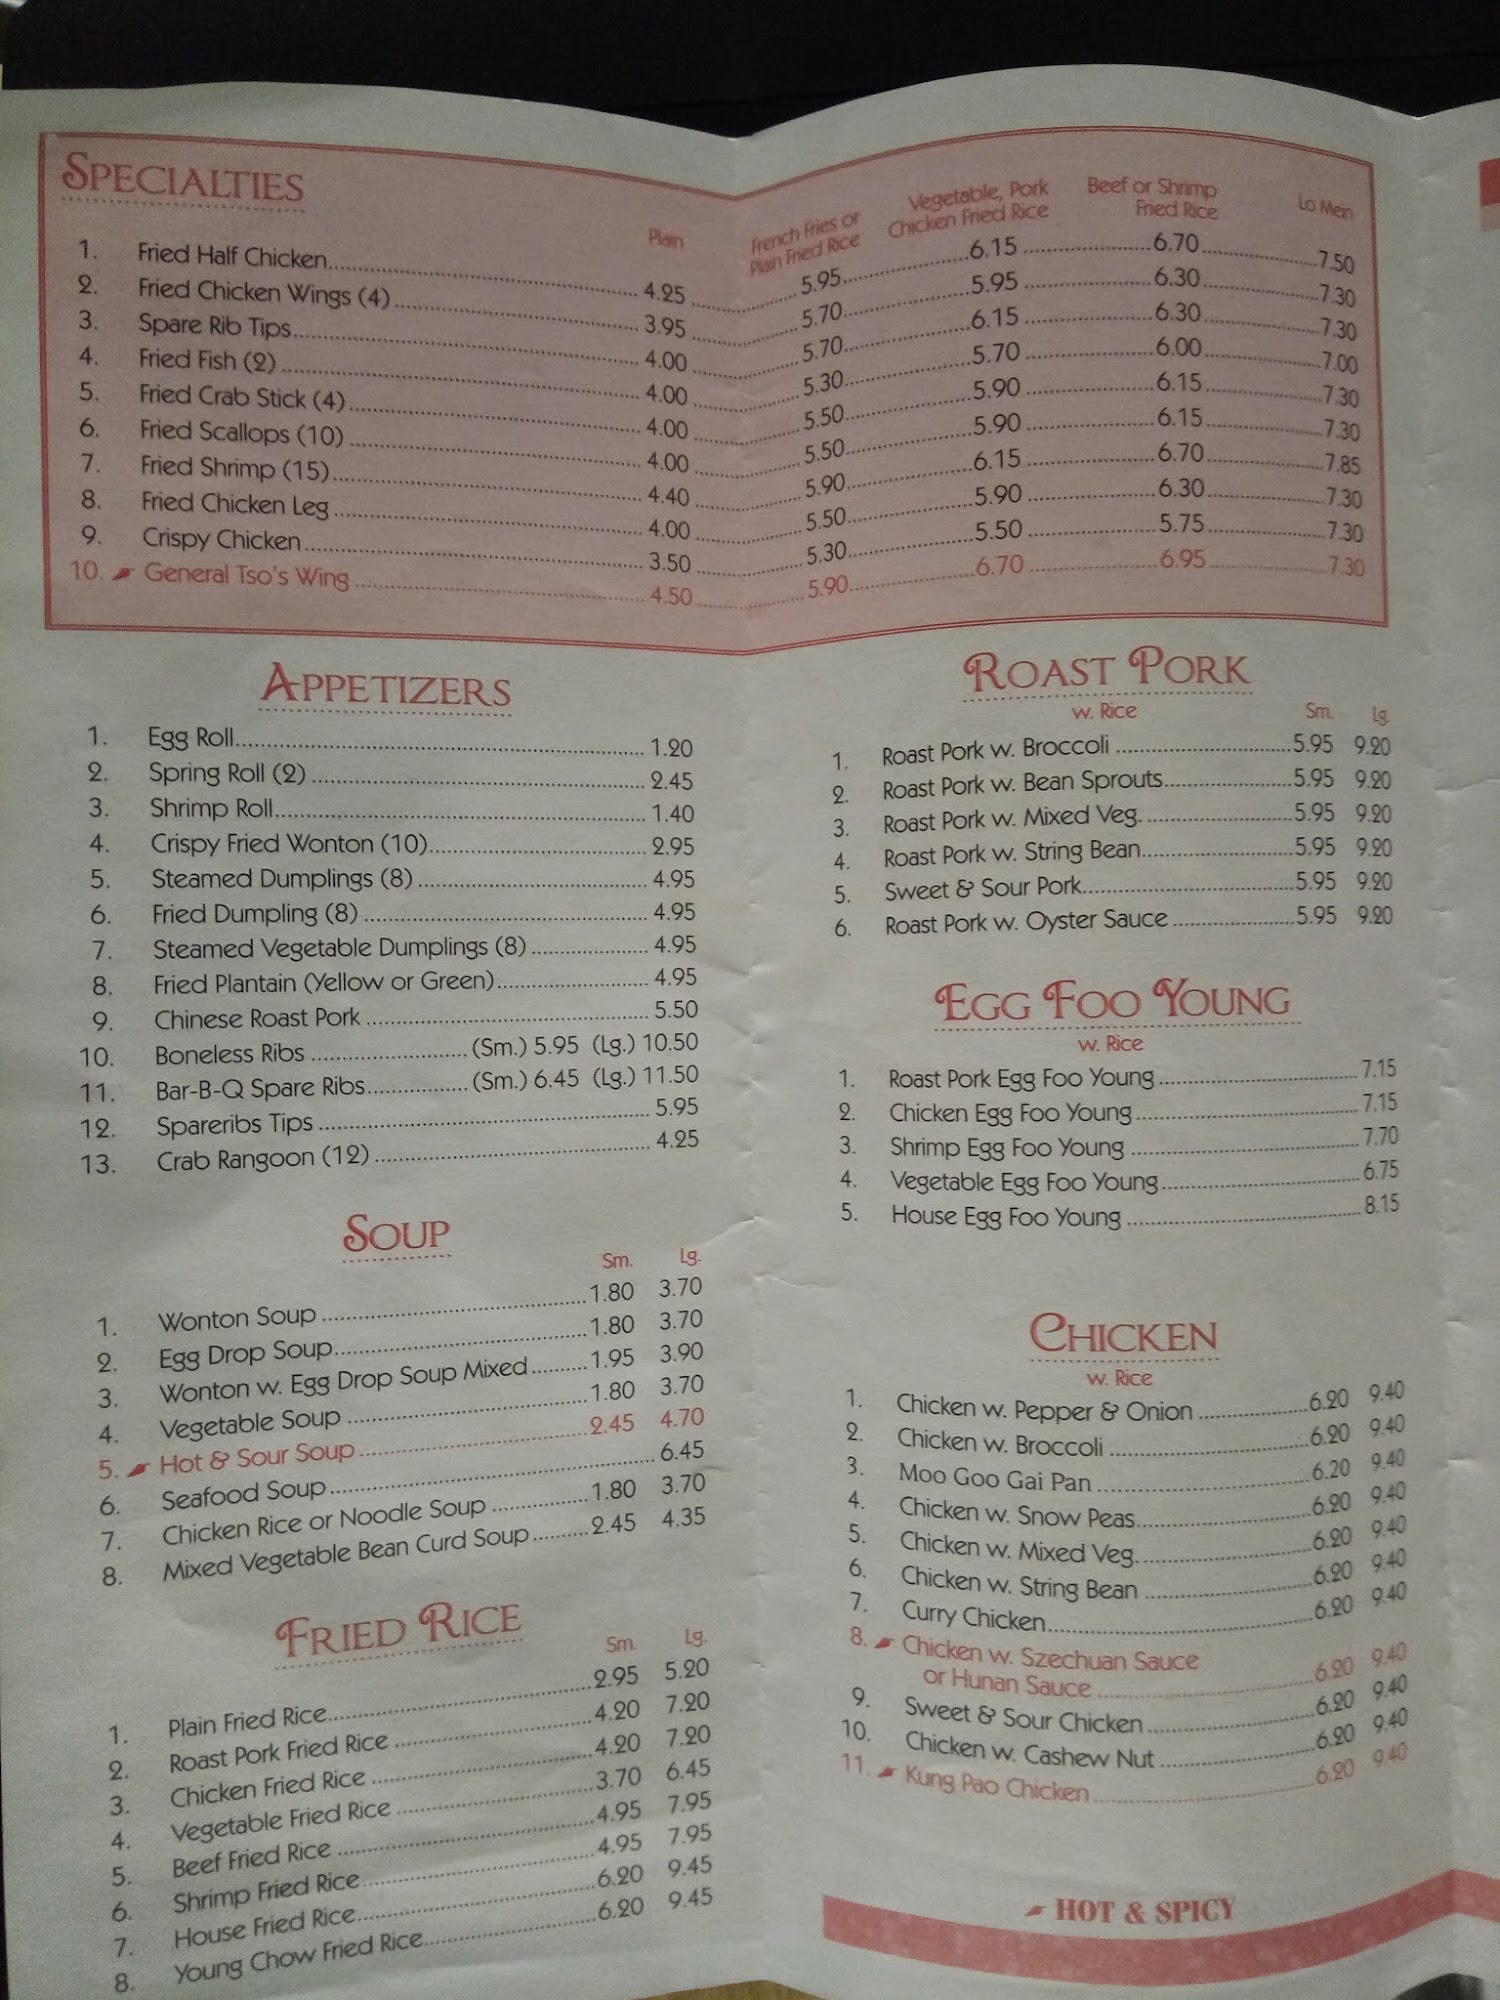 SPECIALTIES
Plain
French Fries or Plain Fried Rice
Vegetable, Pork Chicken Fried Rice
Beef or Shrimp Fried Rice
Lo Mein
1. Fried Half Chicken 4.25 5.95 6.15 6.70 7.50
2. Fried Chicken Wings (4) 3.95 5.70 5.95 6.30 7.30
3. Spare Rib Tips 4.00 5.70 6.15 6.30 7.30
4. Fried Fish (2) 4.00 5.30 5.70 6.00 7.00
5. Fried Crab Stick (4) 4.00 5.50 5.90 6.15 7.30
6. Fried Scallops (10) 4.00 5.50 5.90 6.15 7.30
7. Fried Shrimp (15) 4.40 5.90 6.15 6.70 7.85
8. Fried Chicken Leg 4.00 5.50 5.90 6.30 7.30
9. Crispy Chicken 3.50 5.30 5.50 5.75 7.30
10. General Tso's Wing 4.50 5.90 6.70 6.95 7.30
APPETIZERS
1. Egg Roll 1.20
2. Spring Roll (2) 2.45
3. Shrimp Roll 1.40
4. Crispy Fried Wonton (10) 2.95
5. Steamed Dumplings (8) 4.95
6. Fried Dumpling (8) 4.95
7. Steamed Vegetable Dumplings (8) 4.95
8. Fried Plantain (Yellow or Green) 4.95
9. Chinese Roast Pork 5.50
10. Boneless Ribs (Sm.) 5.95 (Lg.) 10.50
11. Bar-B-Q Spare Ribs (Sm.) 6.45 (Lg.) 11.50
12. Spareribs Tips 5.95
13. Crab Rangoon (12) 4.25
SOUP
Sm. Lg.
1. Wonton Soup 1.80 3.70
2. Egg Drop Soup 1.80 3.70
3. Wonton w. Egg Drop Soup Mixed 1.95 3.90
4. Vegetable Soup 1.80 3.70
5. Hot & Sour Soup 2.45 4.70
6. Seafood Soup 6.45
7. Chicken Rice or Noodle Soup 1.80 3.70
8. Mixed Vegetable Bean Curd Soup 2.45 4.35
FRIED RICE
Sm. Lg.
1. Plain Fried Rice 2.95 5.20
2. Roast Pork Fried Rice 4.20 7.20
3. Chicken Fried Rice 4.20 7.20
4. Vegetable Fried Rice 3.70 6.45
5. Beef Fried Rice 4.95 7.95
6. Shrimp Fried Rice 4.95 7.95
7. House Fried Rice 6.20 9.45
8. Young Chow Fried Rice 6.20 9.45
ROAST PORK
w. Rice
Sm. Lg.
1. Roast Pork w. Broccoli 5.95 9.20
2. Roast Pork w. Bean Sprouts 5.95 9.20
3. Roast Pork w. Mixed Veg. 5.95 9.20
4. Roast Pork w. String Bean 5.95 9.20
5. Sweet & Sour Pork 5.95 9.20
6. Roast Pork w. Oyster Sauce 5.95 9.20
EGG FOO YOUNG
w. Rice
1. Roast Pork Egg Foo Young 7.15
2. Chicken Egg Foo Young 7.15
3. Shrimp Egg Foo Young 7.70
4. Vegetable Egg Foo Young 6.75
5. House Egg Foo Young 8.15
CHICKEN
w. Rice
1. Chicken w. Pepper & Onion 6.20 9.40
2. Chicken w. Broccoli 6.20 9.40
3. Moo Goo Gai Pan 6.20 9.40
4. Chicken w. Snow Peas 6.20 9.40
5. Chicken w. Mixed Veg. 6.20 9.40
6. Chicken w. String Bean 6.20 9.40
7. Curry Chicken 6.20 9.40
8. Chicken w. Szechuan Sauce
or Hunan Sauce 6.20 9.40
9. Sweet & Sour Chicken 6.20 9.40
10. Chicken w. Cashew Nut 6.20 9.40
11. Kung Pao Chicken 6.20 9.40
HOT & SPICY